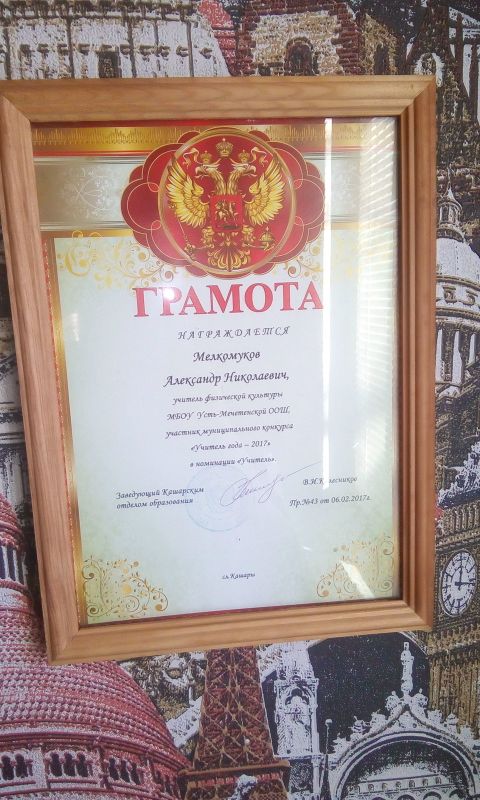 ГРАМОТА
НАГРАЖДАЕТСЯ
Мелкомуков
Александр Николаевич,
учитель физической культуры
МБОУ Усть-Мечетенской ООШ,
участник муниципального конкурса
«Учитель года – 2017»
в номинации «Учитель».
Заведующий Кашарским
отделом образования
В.И.Колесников
Пр.№43 от 06.02.2017г.
сл.Кашары